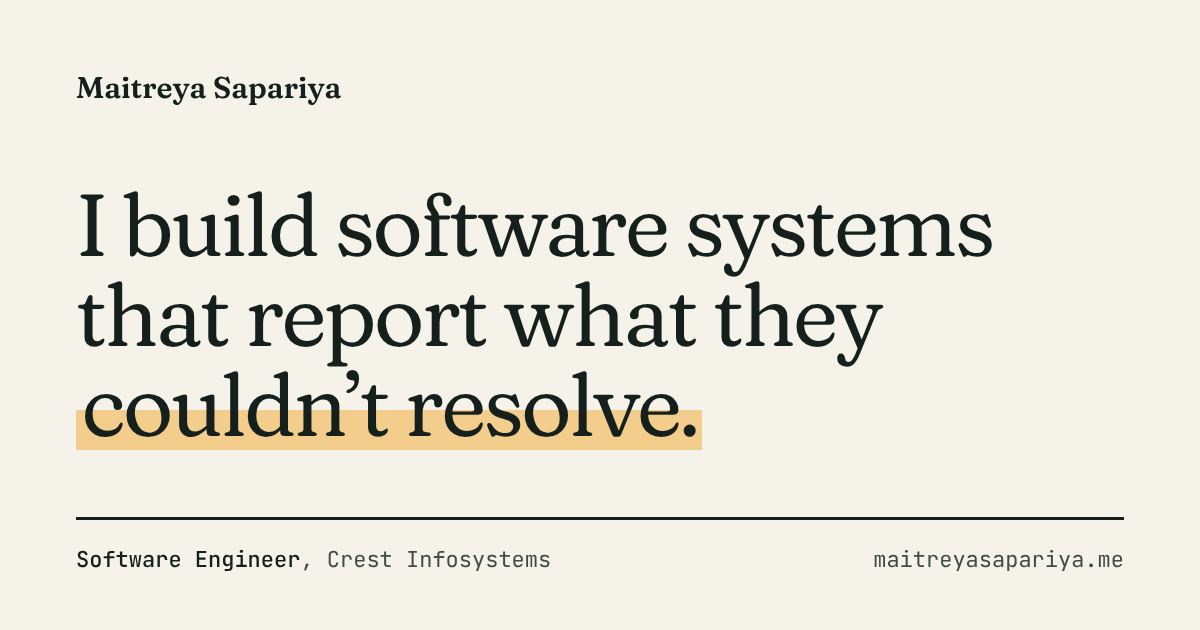 Maitreya Sapariya
I build software systems
that report what they
couldn’t resolve.
Software Engineer, Crest Infosystems
maitreyasapariya.me